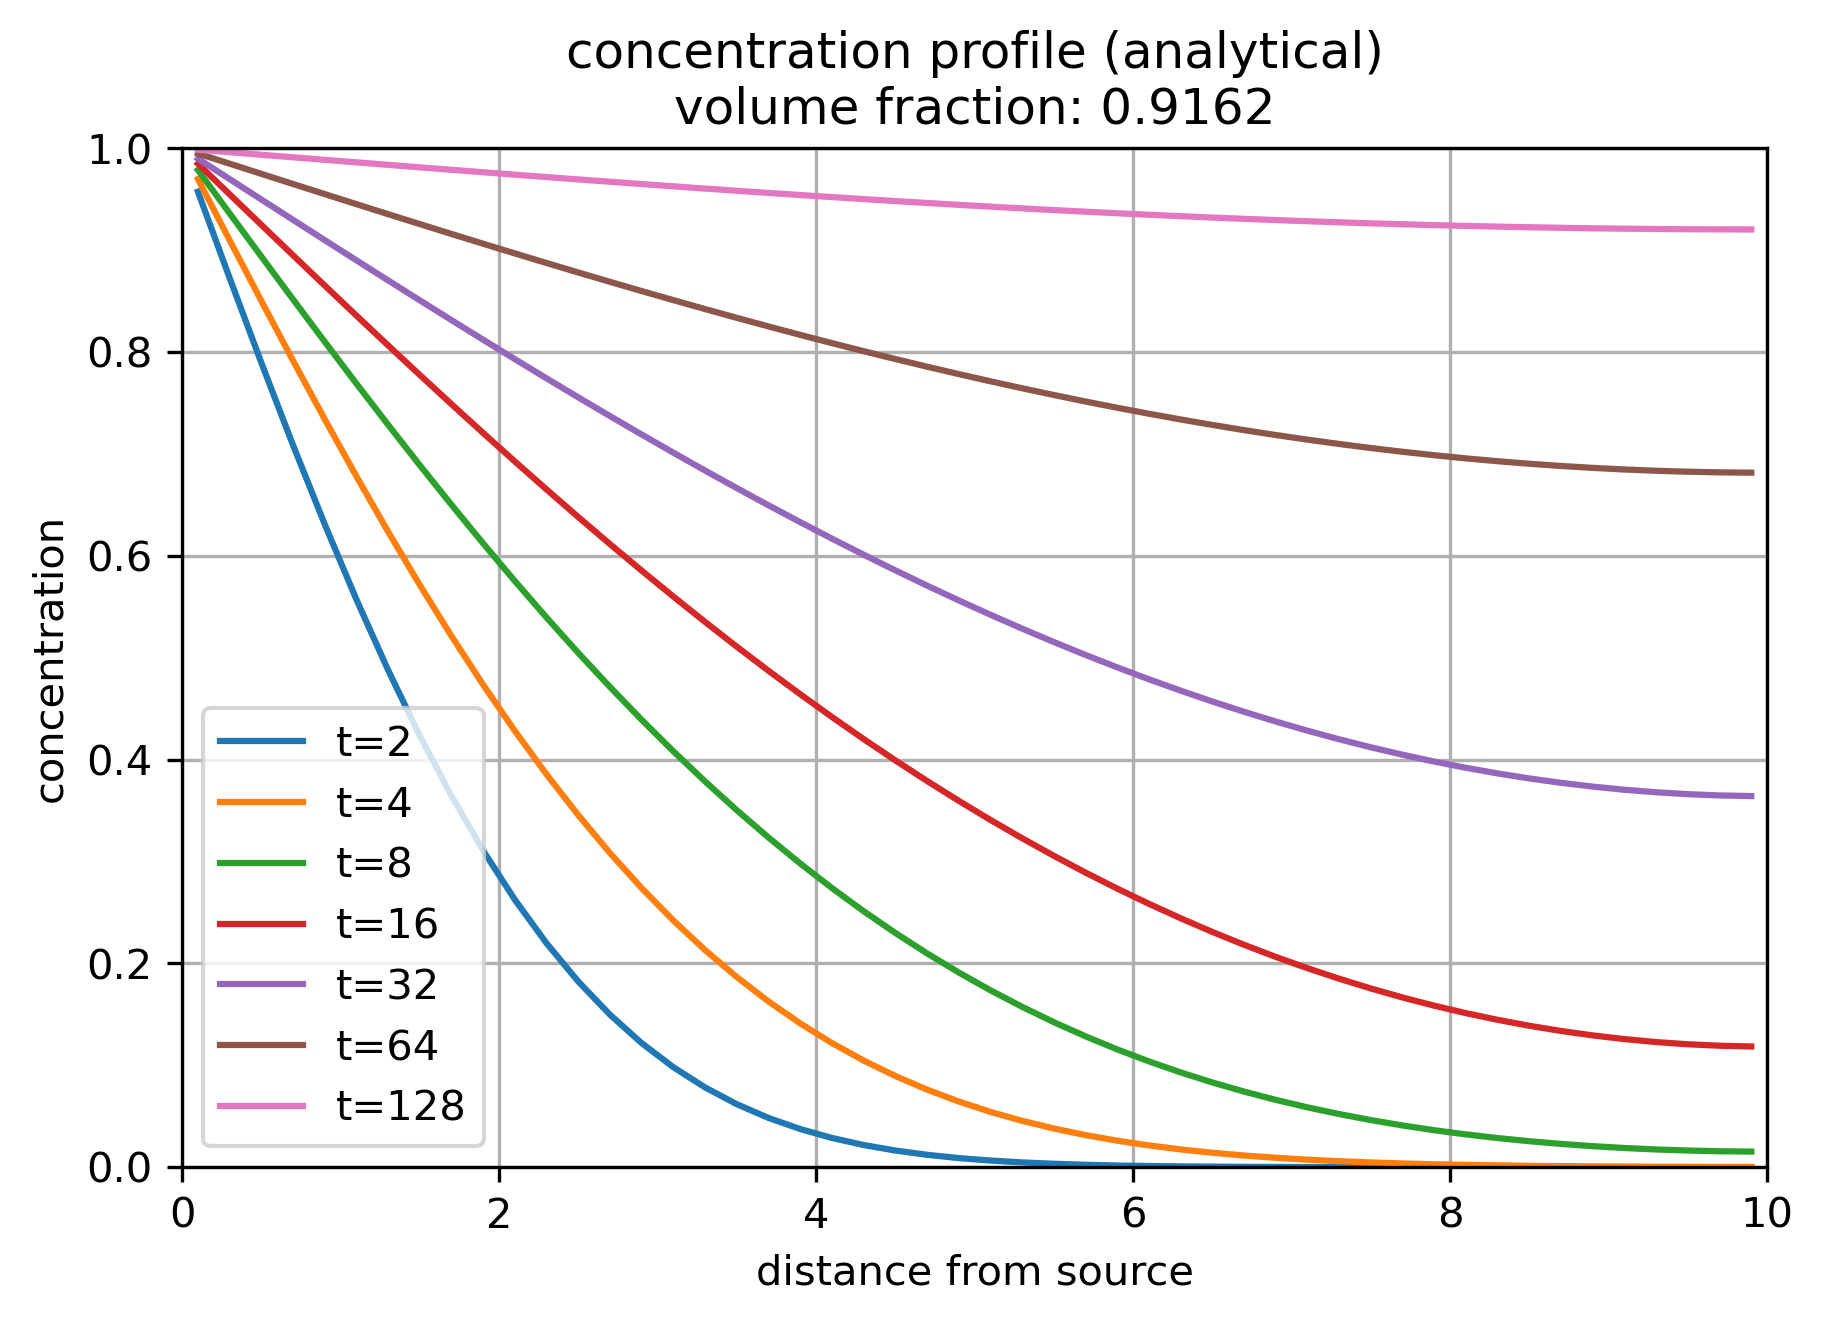 concentration profile (analytical)
volume fraction: 0.9162
1.0
0.8
0.6
0.4
0.2
0.0
concentration
t=2
t=4
t=8
t=16
t=32
t=64
t=128
0 2 4 6 8 10
distance from source